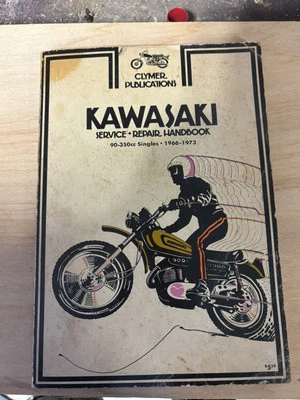 CLYMER
PUBLICATIONS
KAWASAKI
SERVICE • REPAIR HANDBOOK
90-350cc Singles • 1966-1973